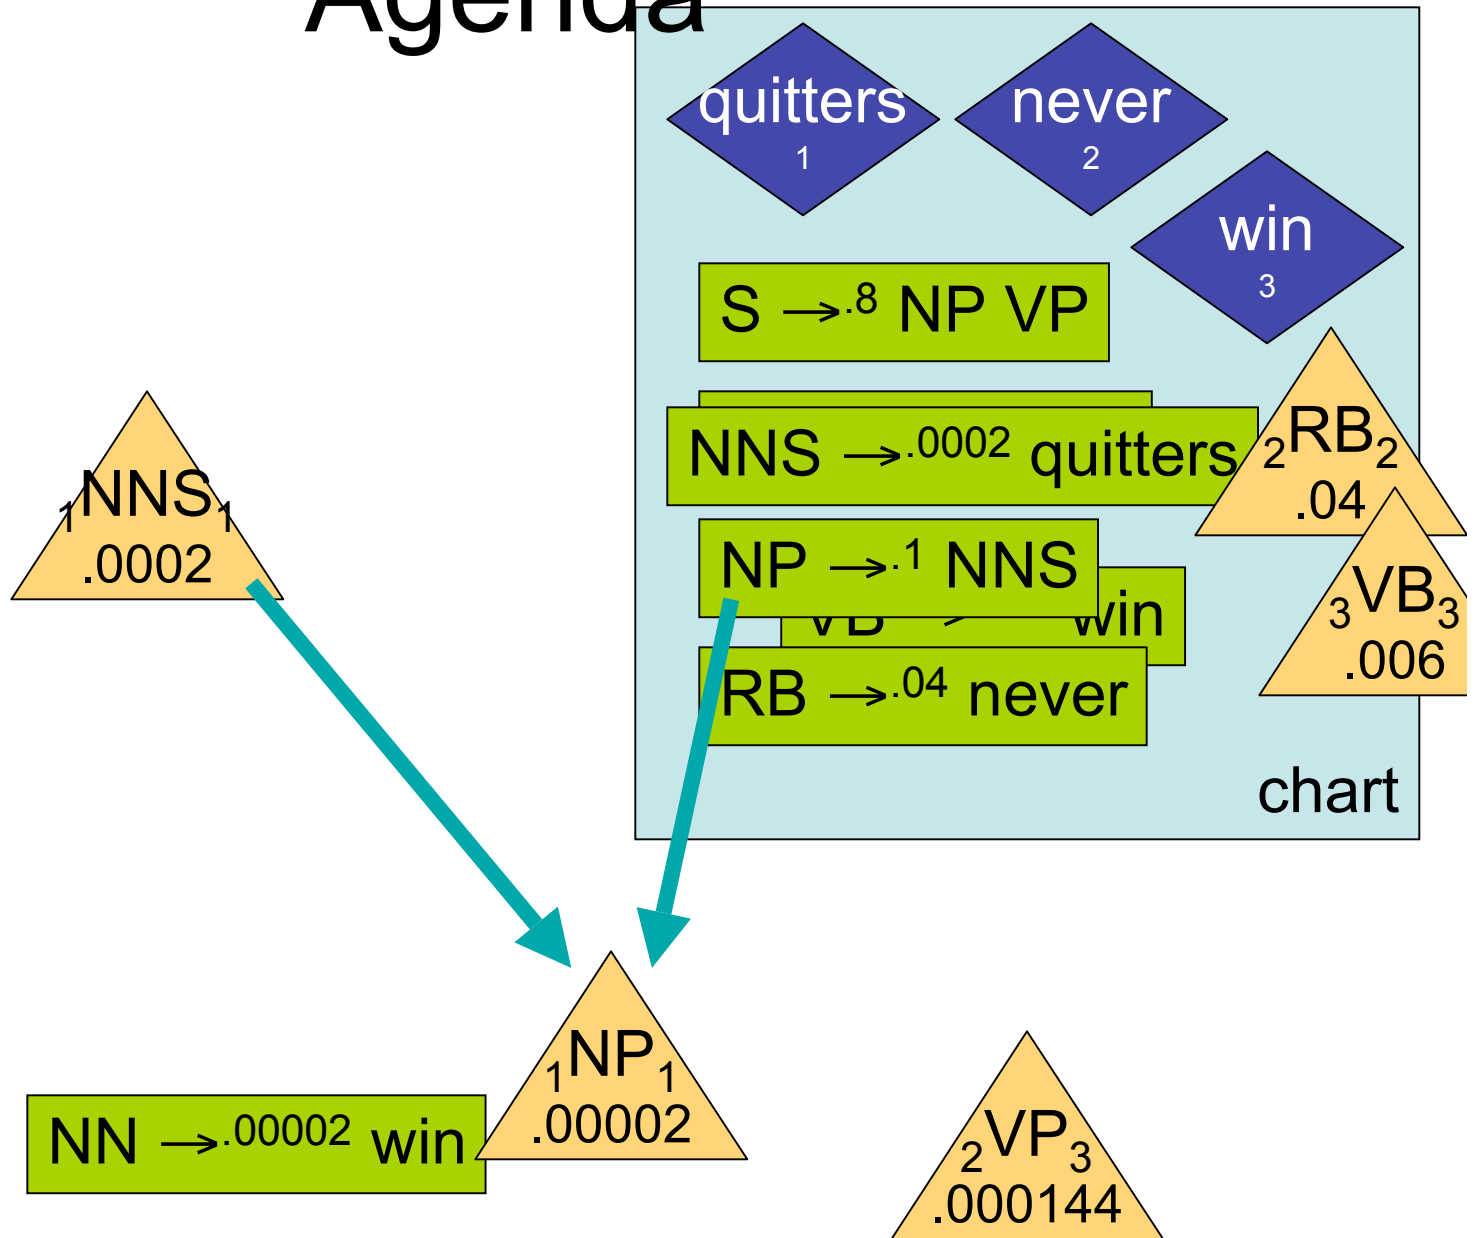 Agenda
quitters
1
never
2
win
3
S →.8 NP VP
NNS →.0002 quitters
2RB2
.04
1NNS1
.0002
NP →.1 NNS
VB win
3VB3
.006
RB →.04 never
chart
1NP1
.00002
NN →.00002 win
2VP3
.000144